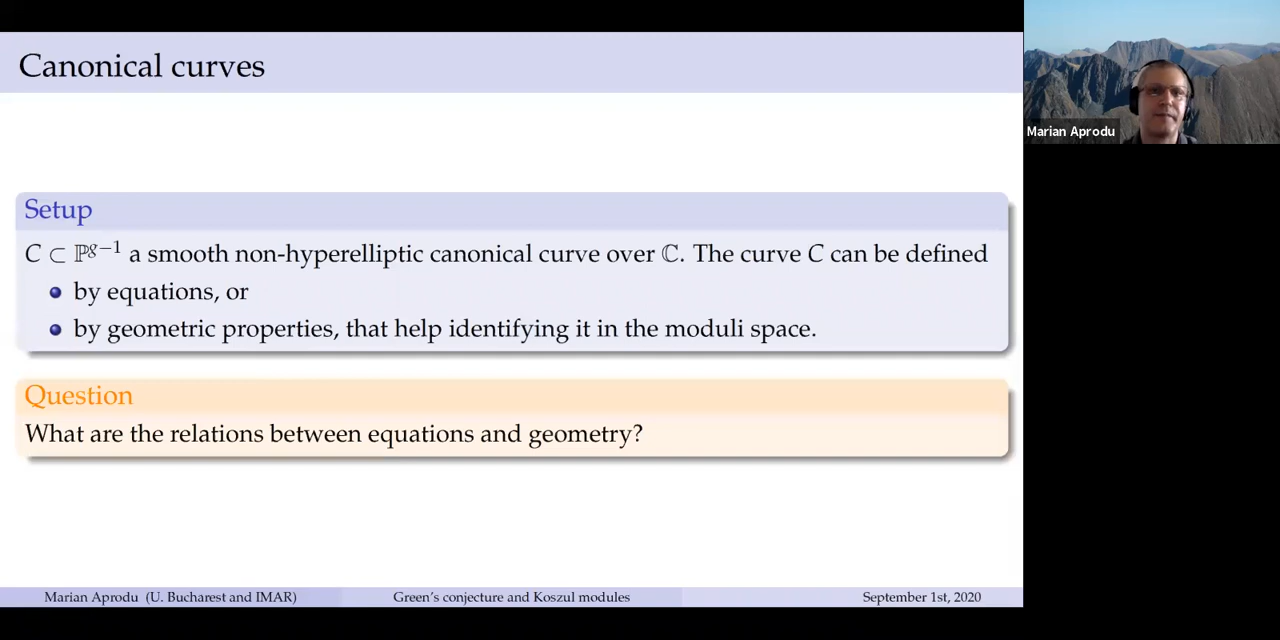 Canonical curves
Marian Aprodu
Setup
C ⊂ ℙ^{g−1} a smooth non-hyperelliptic canonical curve over ℂ. The curve C can be defined
by equations, or
by geometric properties, that help identifying it in the moduli space.
Question
What are the relations between equations and geometry?
Marian Aprodu (U. Bucharest and IMAR) Green's conjecture and Koszul modules September 1st, 2020